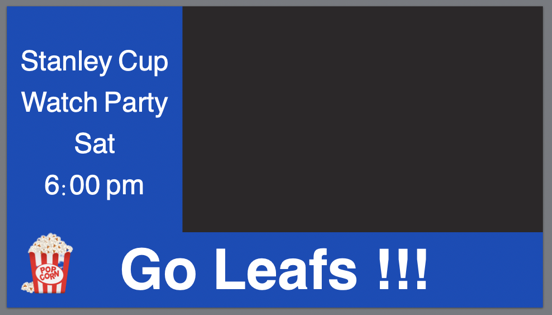 Stanley Cup
Watch Party
Sat
6:00 pm
POP
CORN
Go Leafs !!!